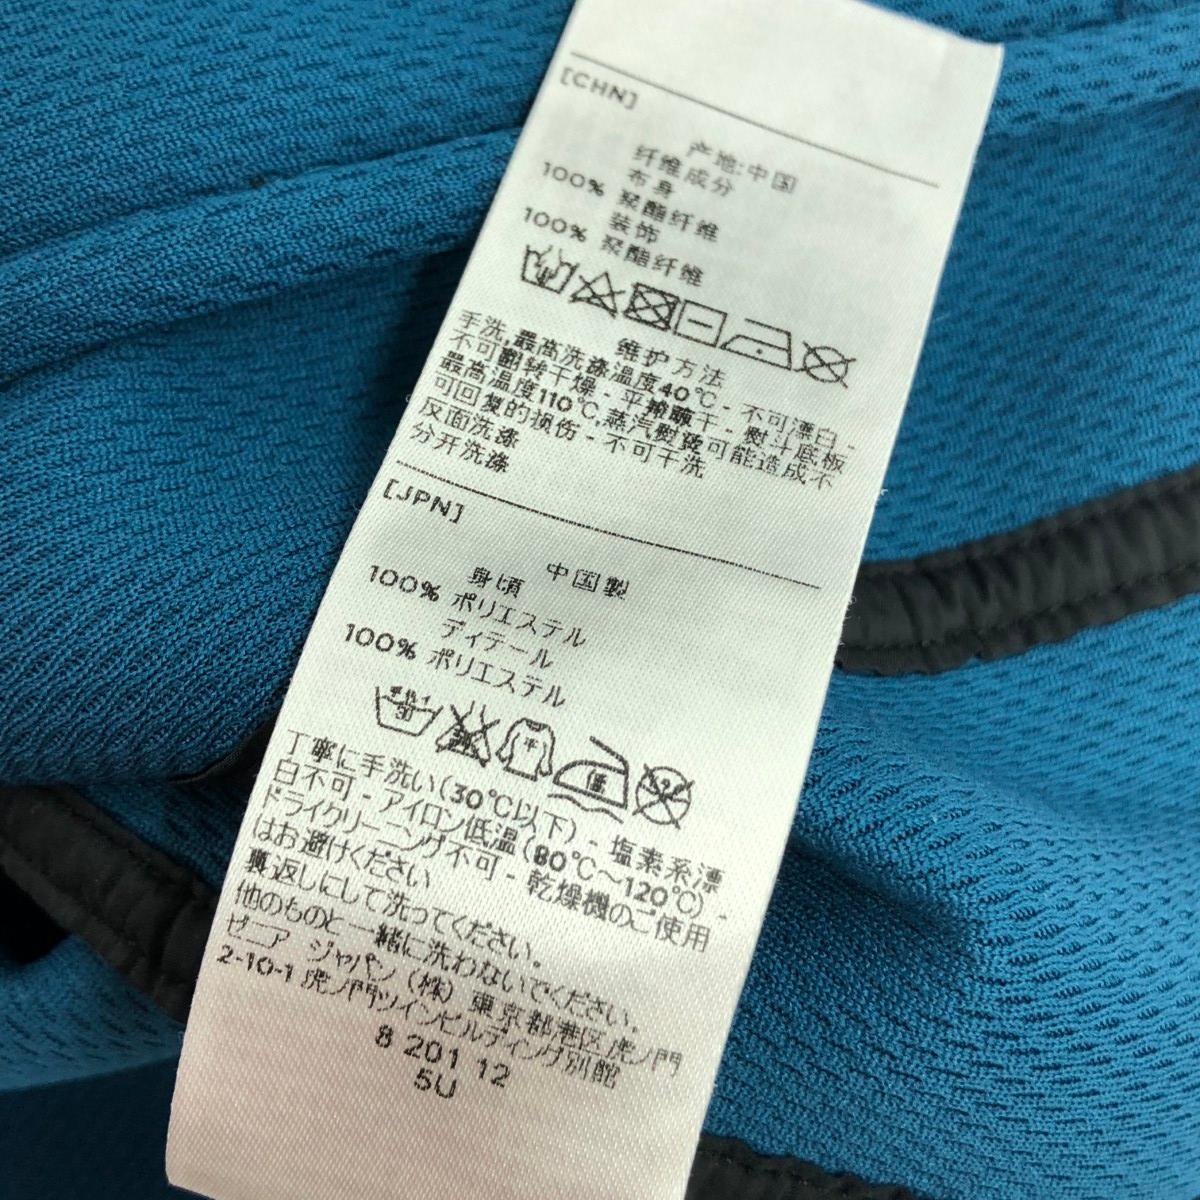 [CHN]
产地:中国
纤维成分
布身
100% 聚酯纤维
装饰
100% 聚酯纤维
维护方法
手洗,最高洗涤温度40℃ - 不可漂白 -
不可翻转干燥 - 平摊晾干 - 熨斗底板
最高温度110℃,蒸汽熨烫可能造成不
可回复的损伤 - 不可干洗
反面洗涤
分开洗涤
[JPN]
中国製
身頃
100% ポリエステル
ディテール
100% ポリエステル
丁寧に手洗い(30℃以下) - 塩素系漂
白不可 - アイロン低温(80℃~120℃) -
ドライクリーニング不可 - 乾燥機のご使用
はお避けください
裏返しにして洗ってください。
他のものと一緒に洗わないでください。
ゼニア ジャパン (株) 東京都港区虎ノ門
2-10-1 虎ノ門ツインビルディング別館
8 201 12
5U